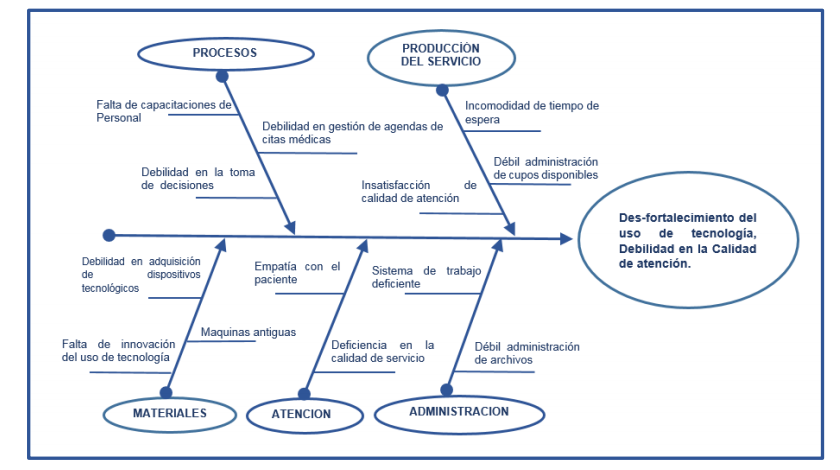 PROCESOS
PRODUCCIÒN
DEL SERVICIO
Falta de capacitaciones de
Personal
Debilidad en gestión de agendas de
citas médicas
Debilidad en la toma
de decisiones
Incomodidad de tiempo de
espera
Débil administración
de cupos disponibles
Insatisfacción de
calidad de atención
Des-fortalecimiento del
uso de tecnología,
Debilidad en la Calidad
de atención.
Debilidad en adquisición
de dispositivos
tecnológicos
Falta de innovación
del uso de tecnología
Maquinas antiguas
Empatía con el
paciente
Deficiencia en la
calidad de servicio
Sistema de trabajo
deficiente
Débil administración
de archivos
MATERIALES
ATENCION
ADMINISTRACION